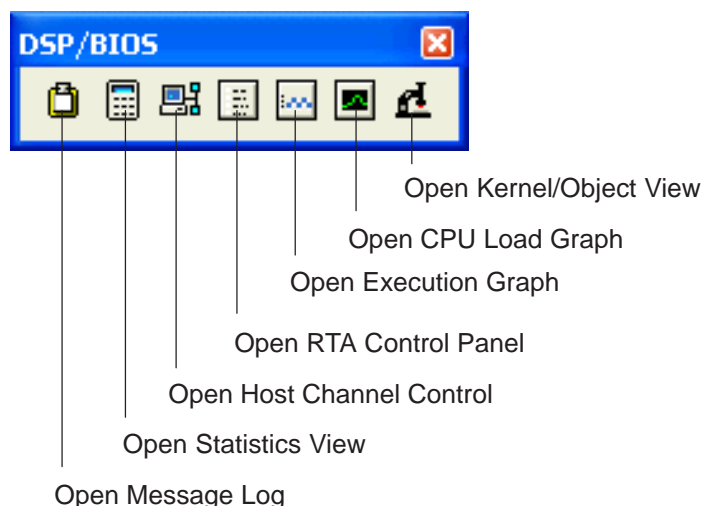 DSP/BIOS
Open Kernel/Object View
Open CPU Load Graph
Open Execution Graph
Open RTA Control Panel
Open Host Channel Control
Open Statistics View
Open Message Log